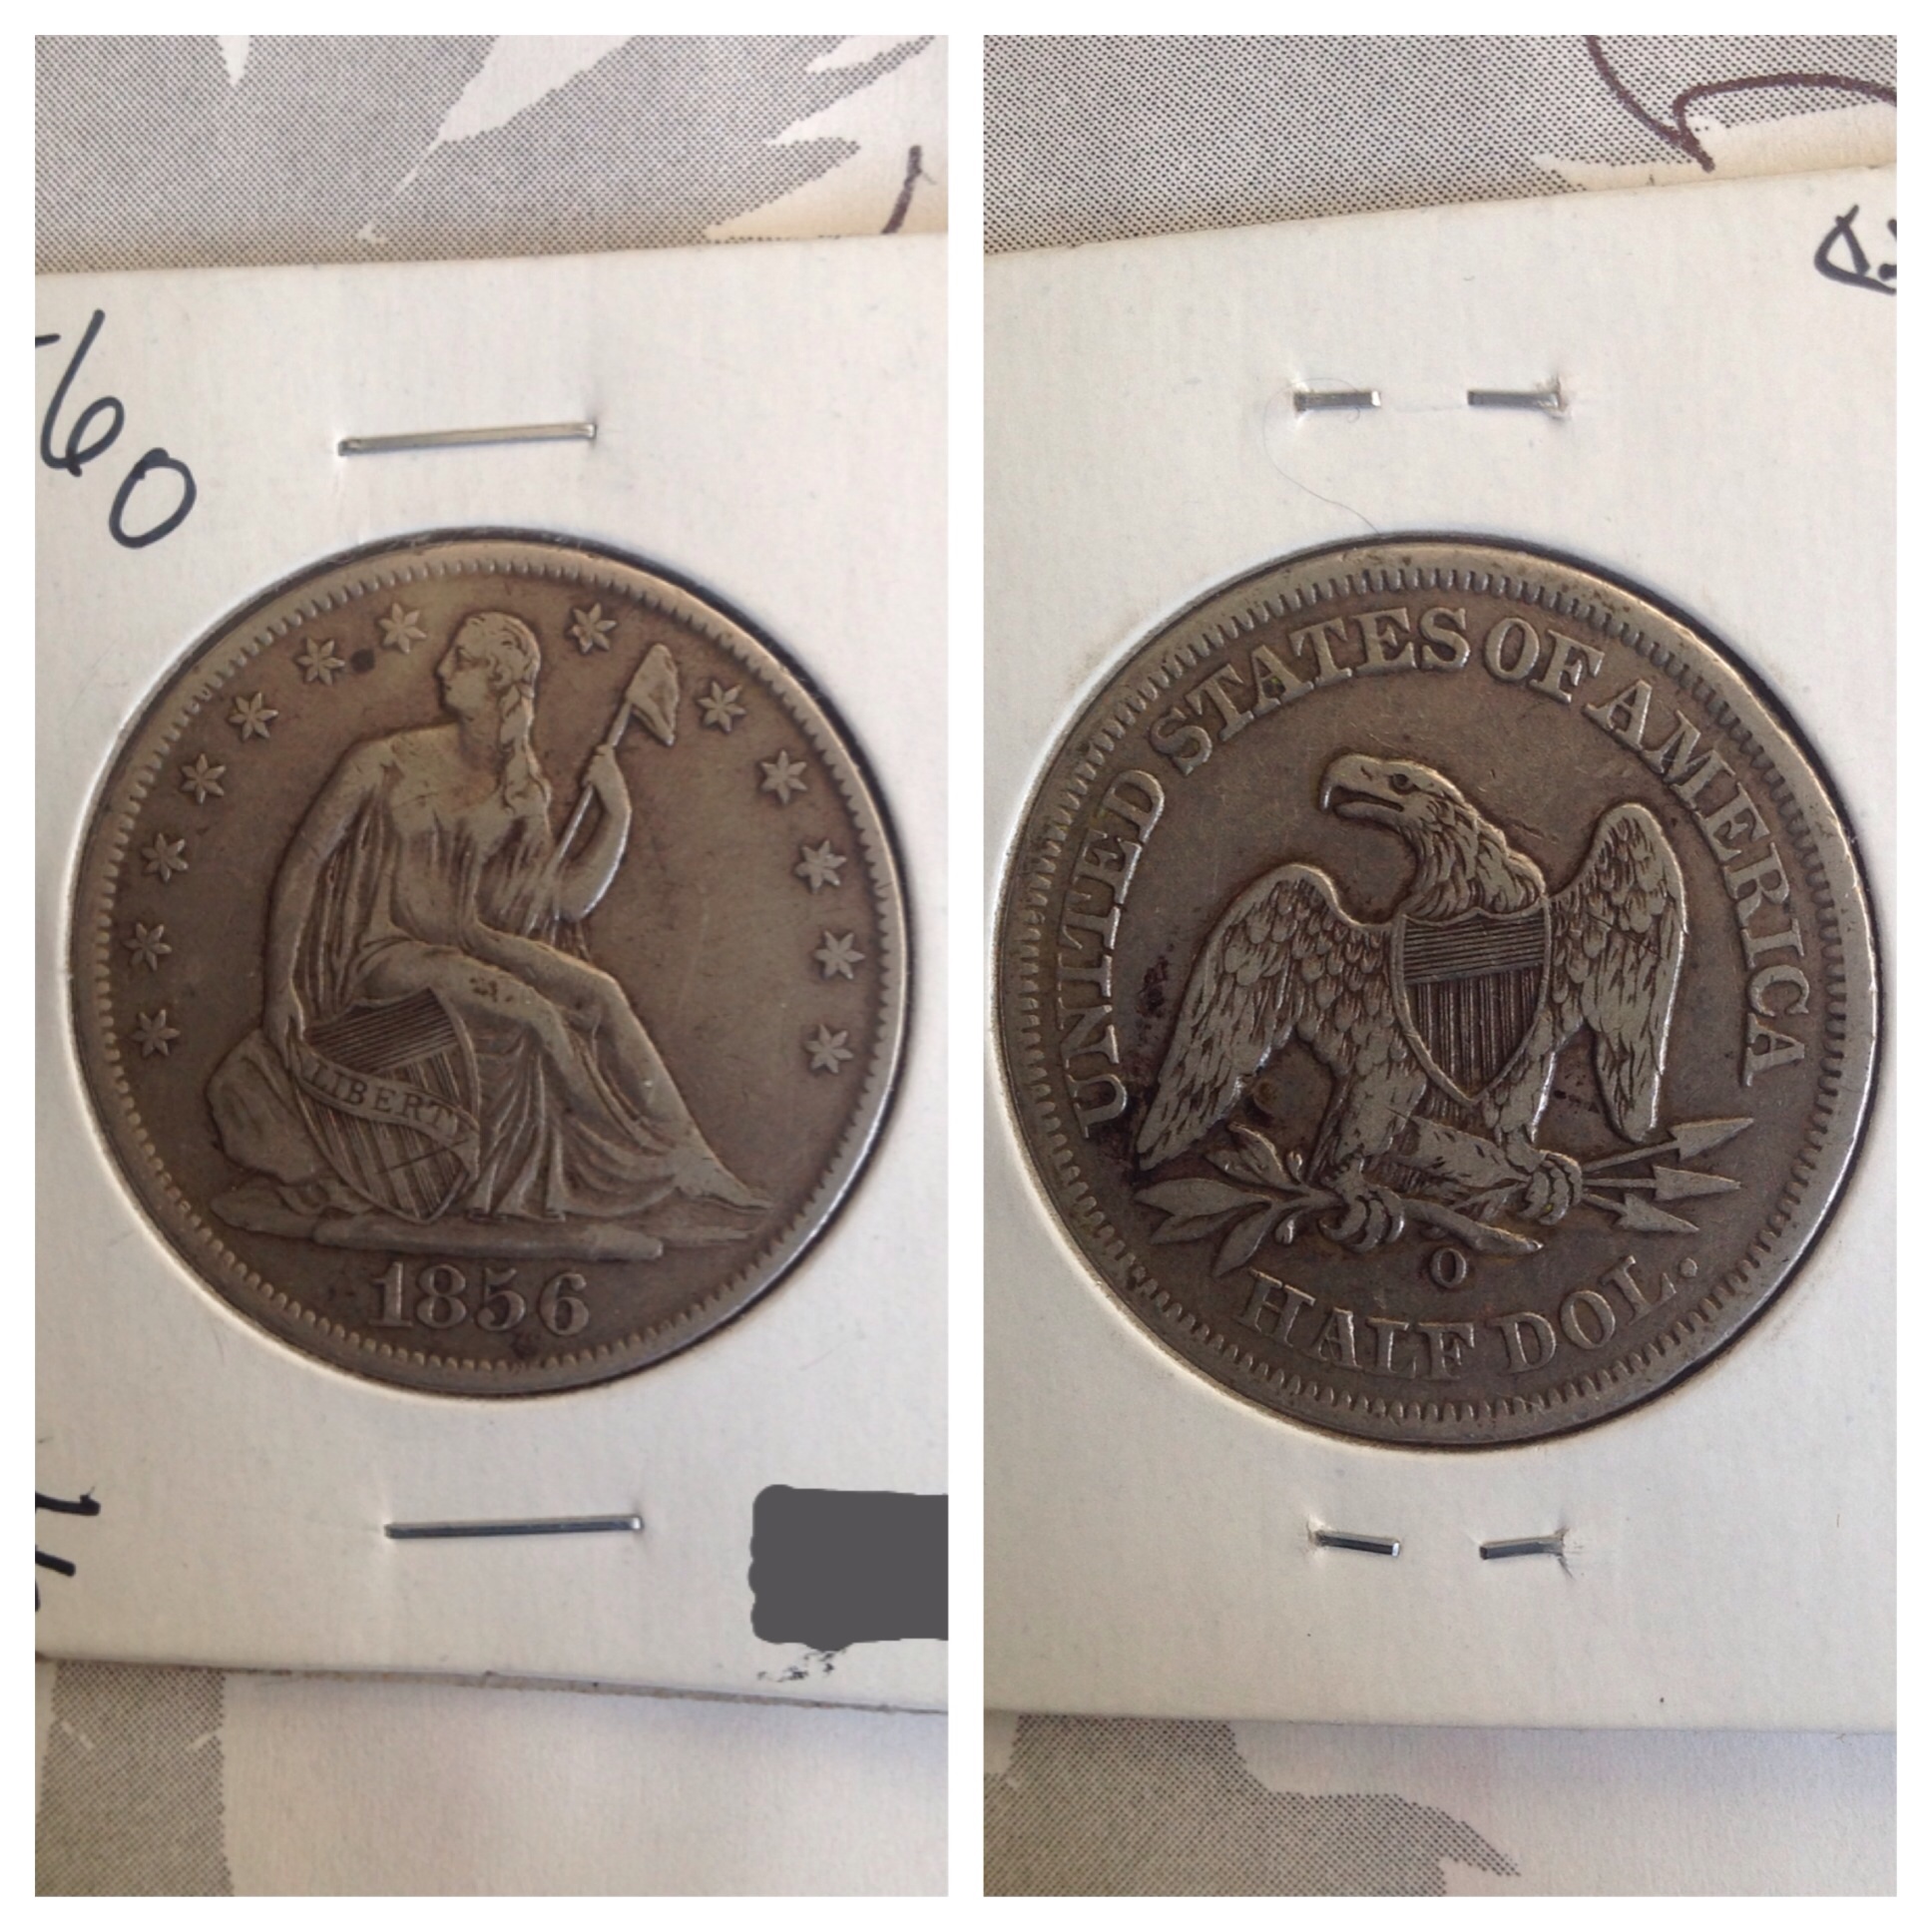 60
LIBERTY
1856
UNITED STATES OF AMERICA
O
HALF DOL.